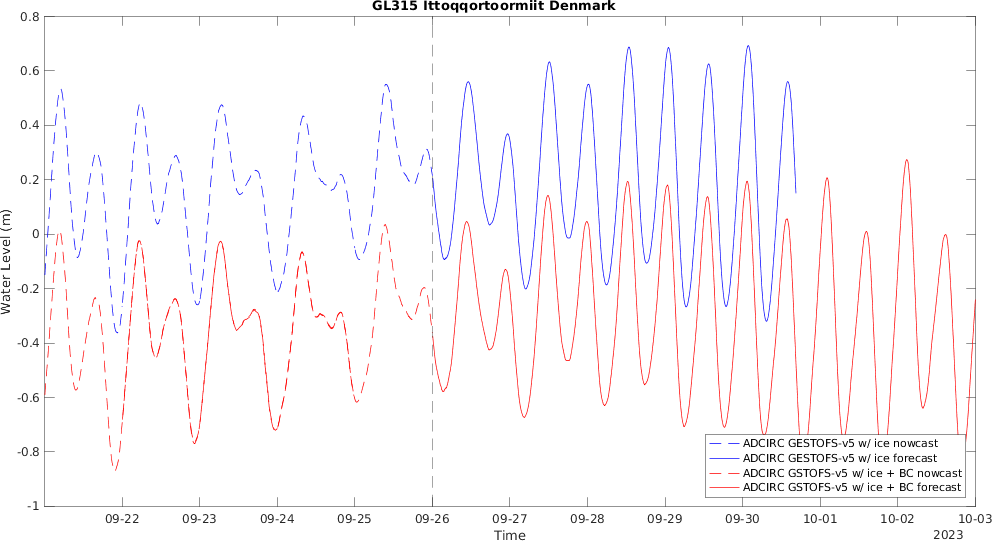 GL315 Ittoqqortoormiit Denmark
0.8
0.6
0.4
0.2
0
-0.2
-0.4
-0.6
-0.8
-1
Water Level (m)
09-22 09-23 09-24 09-25 09-26 09-27 09-28 09-29 09-30 10-01 10-02 10-03
Time
2023
ADCIRC GESTOFS-v5 w/ ice nowcast
ADCIRC GESTOFS-v5 w/ ice forecast
ADCIRC GSTOFS-v5 w/ ice + BC nowcast
ADCIRC GSTOFS-v5 w/ ice + BC forecast